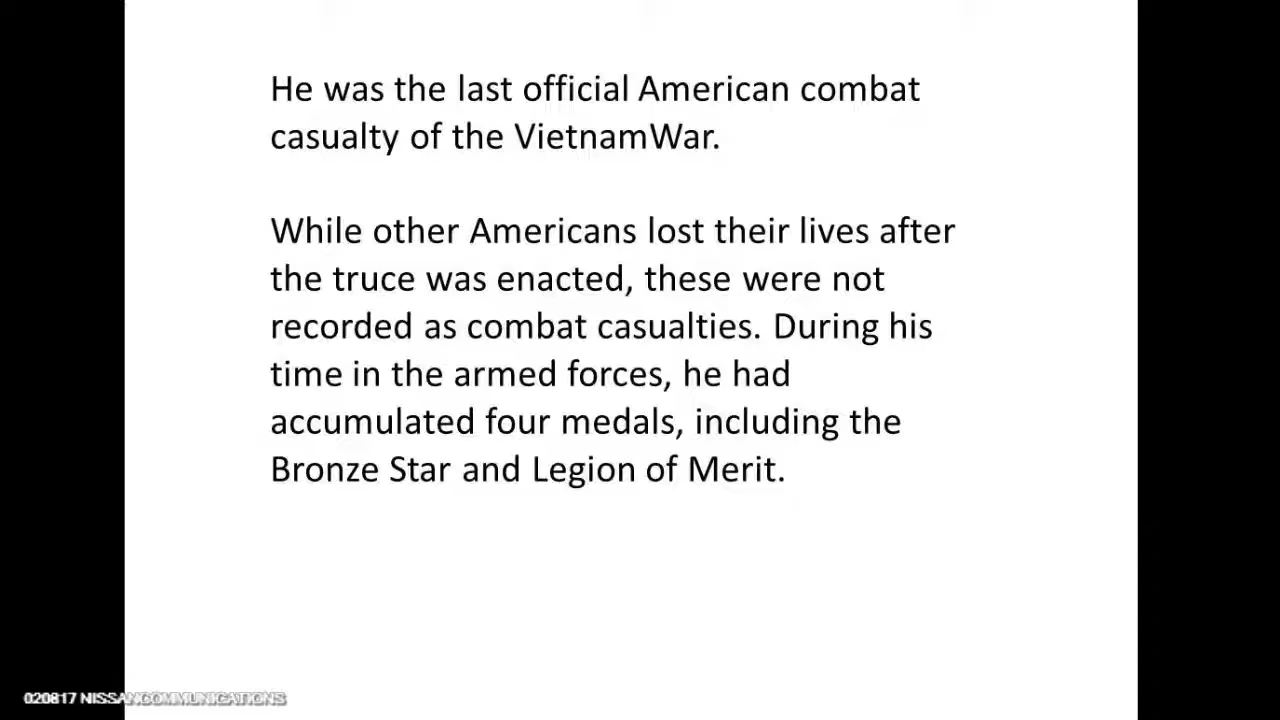 He was the last official American combat
casualty of the VietnamWar.
While other Americans lost their lives after
the truce was enacted, these were not
recorded as combat casualties. During his
time in the armed forces, he had
accumulated four medals, including the
Bronze Star and Legion of Merit.
020817 NISSANCOMMUNICATIONS